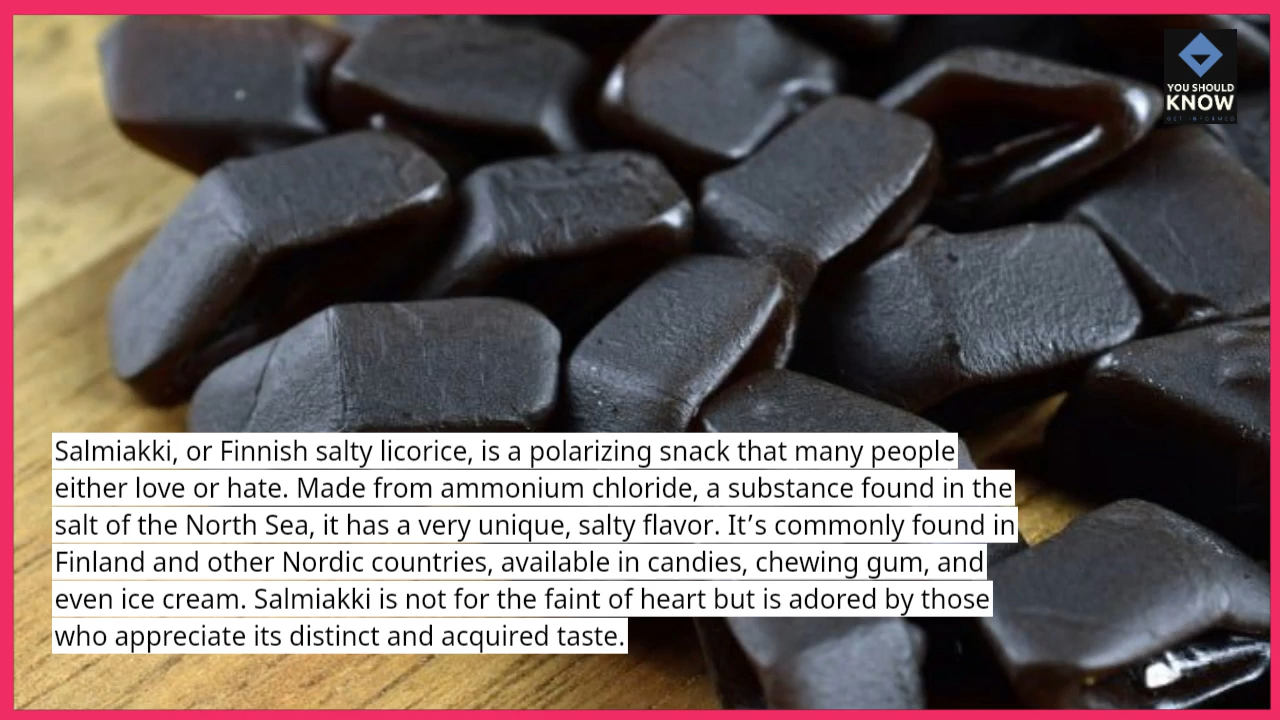 YOU SHOULD
KNOW
GET INFORMED
Salmiakki, or Finnish salty licorice, is a polarizing snack that many people
either love or hate. Made from ammonium chloride, a substance found in the
salt of the North Sea, it has a very unique, salty flavor. It’s commonly found in
Finland and other Nordic countries, available in candies, chewing gum, and
even ice cream. Salmiakki is not for the faint of heart but is adored by those
who appreciate its distinct and acquired taste.